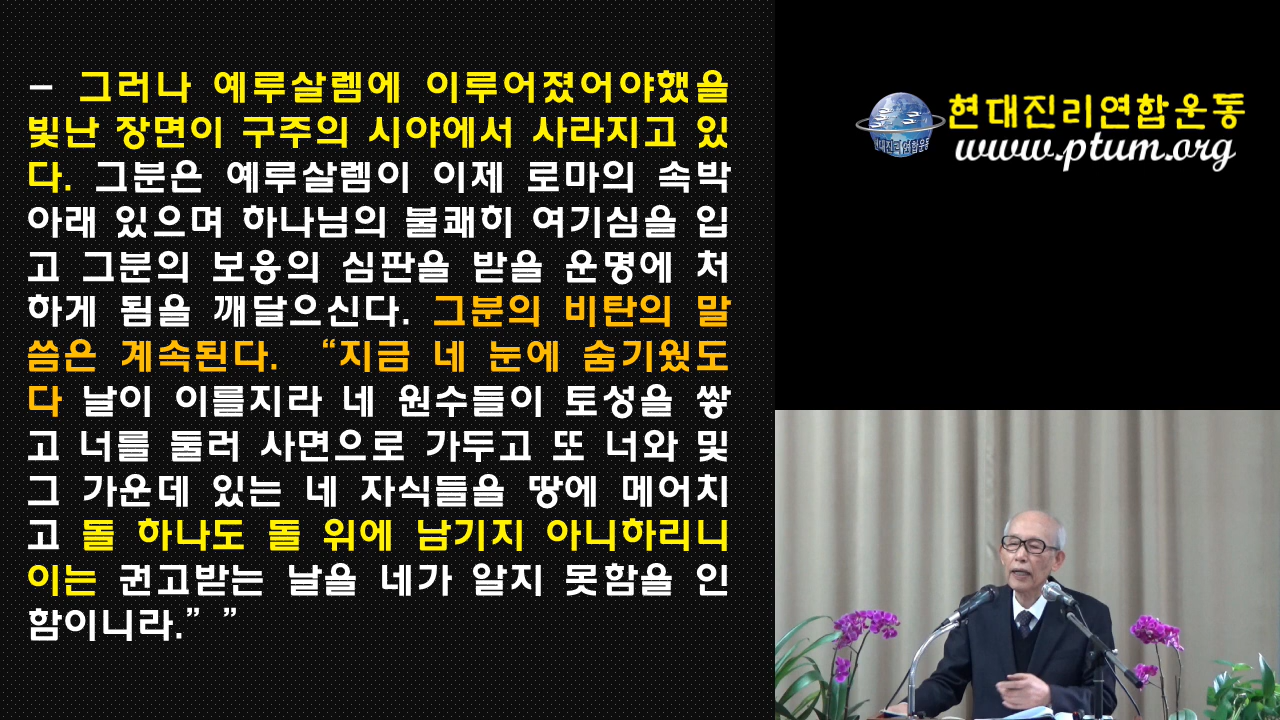 – 그러나 예루살렘에 이루어졌어야했을
빛난 장면이 구주의 시야에서 사라지고 있
다. 그분은 예루살렘이 이제 로마의 속박
아래 있으며 하나님의 불쾌히 여기심을 입
고 그분의 보응의 심판을 받을 운명에 처
하게 됨을 깨달으신다. 그분의 비탄의 말
씀은 계속된다. “지금 네 눈에 숨기웠도
다 날이 이를지라 네 원수들이 토성을 쌓
고 너를 둘러 사면으로 가두고 또 너와 및
그 가운데 있는 네 자식들을 땅에 메어치
고 돌 하나도 돌 위에 남기지 아니하리니
이는 권고받는 날을 네가 알지 못함을 인
함이니라.” ”
현대진리연합운동
www.ptum.org
현대진리연합운동